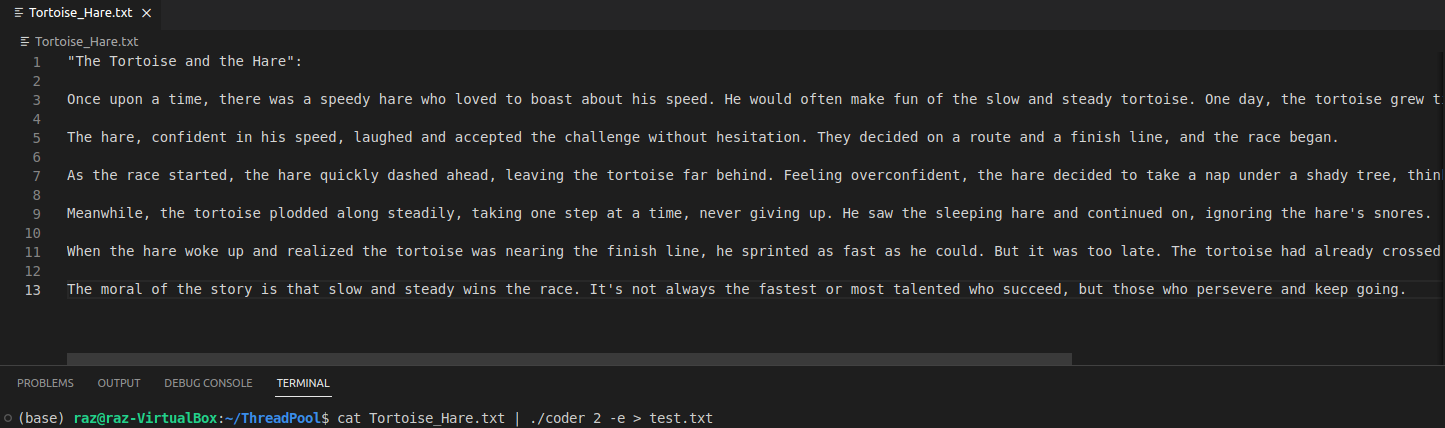 Tortoise_Hare.txt
Tortoise_Hare.txt
1 "The Tortoise and the Hare":
2
3 Once upon a time, there was a speedy hare who loved to boast about his speed. He would often make fun of the slow and steady tortoise. One day, the tortoise grew
4
5 The hare, confident in his speed, laughed and accepted the challenge without hesitation. They decided on a route and a finish line, and the race began.
6
7 As the race started, the hare quickly dashed ahead, leaving the tortoise far behind. Feeling overconfident, the hare decided to take a nap under a shady tree,
8
9 Meanwhile, the tortoise plodded along steadily, taking one step at a time, never giving up. He saw the sleeping hare and continued on, ignoring the hare's snores.
10
11 When the hare woke up and realized the tortoise was nearing the finish line, he sprinted as fast as he could. But it was too late. The tortoise had already crossed
12
13 The moral of the story is that slow and steady wins the race. It's not always the fastest or most talented who succeed, but those who persevere and keep going.
PROBLEMS OUTPUT DEBUG CONSOLE TERMINAL
(base) raz@raz-VirtualBox:~/ThreadPool$ cat Tortoise_Hare.txt | ./coder 2 -e > test.txt